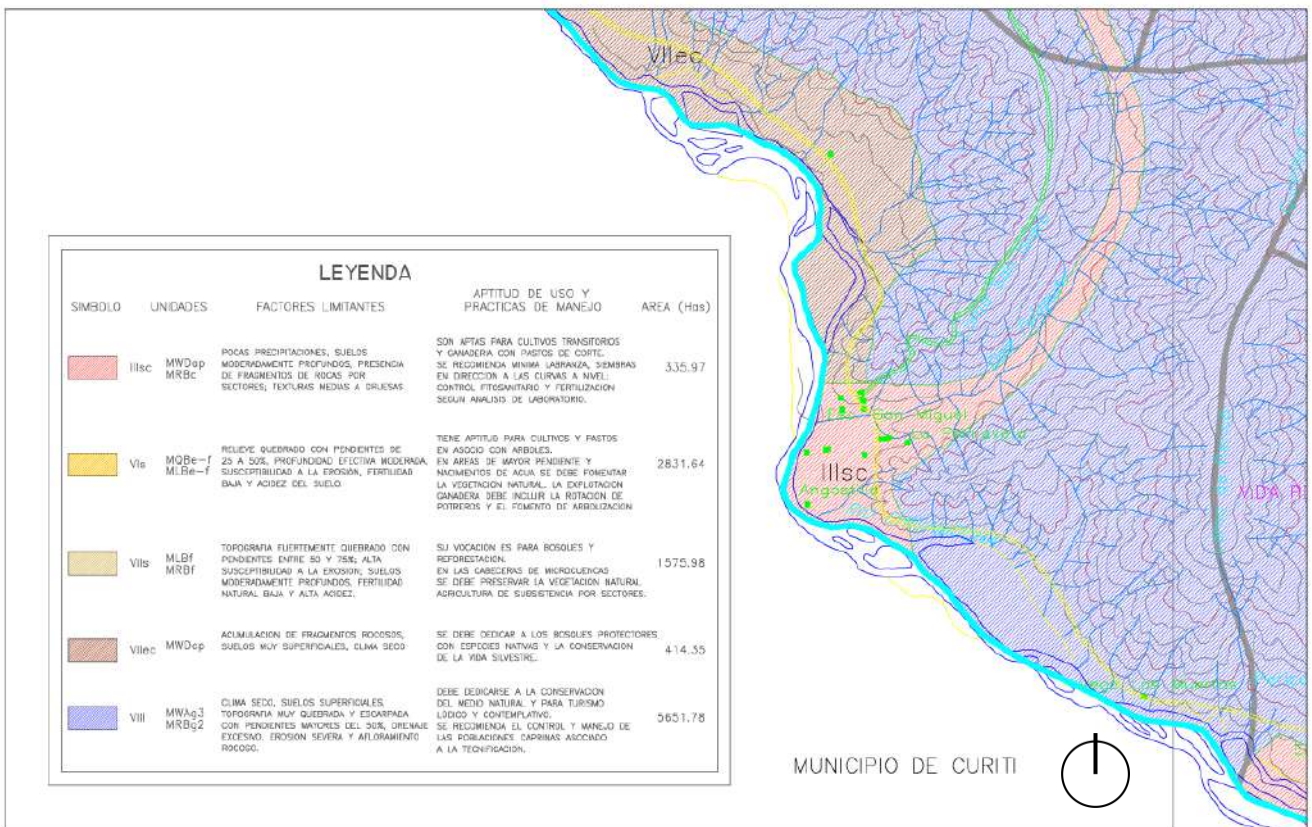 VIIec
LEYENDA
SIMBOLO UNIDADES FACTORES LIMITANTES APTITUD DE USO Y PRACTICAS DE MANEJO AREA (Has)
IIIsc MWDap MRBc
POCAS PRECIPITACIONES, SUELOS
MODERADAMENTE PROFUNDOS, PRESENCIA
DE FRAGMENTOS DE ROCAS POR
SECTORES; TEXTURAS MEDIAS A GRUESAS
SON APTAS PARA CULTIVOS TRANSITORIOS
Y GANADERIA CON PASTOS DE CORTE.
SE RECOMIENDA MINIMA LABRANZA, SIEMBRAS
EN DIRECCION A LAS CURVAS A NIVEL;
CONTROL FITOSANITARIO Y FERTILIZACION
SEGUN ANALISIS DE LABORATORIO.
335.97
VIs MQBe-f MLBe-f
RELIEVE QUEBRADO CON PENDIENTES DE
25 A 50%, PROFUNDIDAD EFECTIVA MODERADA,
SUSCEPTIBILIDAD A LA EROSIÓN, FERTILIDAD
BAJA Y ACIDEZ DEL SUELO.
TIENE APTITUD PARA CULTIVOS Y PASTOS
EN ASOCIO CON ARBOLES.
EN AREAS DE MAYOR PENDIENTE Y
NACIMIENTOS DE AGUA SE DEBE FOMENTAR
LA VEGETACION NATURAL. LA EXPLOTACION
GANADERA DEBE INCLUIR LA ROTACION DE
POTREROS Y EL FOMENTO DE ARBOLIZACION
2831.64
VIIs MLBf MRBf
TOPOGRAFIA FUERTEMENTE QUEBRADO CON
PENDIENTES ENTRE 50 Y 75%; ALTA
SUSCEPTIBILIDAD A LA EROSION; SUELOS
MODERADAMENTE PROFUNDOS, FERTILIDAD
NATURAL BAJA Y ALTA ACIDEZ.
SU VOCACION ES PARA BOSQUES Y
REFORESTACION.
EN LAS CABECERAS DE MICROCUENCAS
SE DEBE PRESERVAR LA VEGETACION NATURAL
AGRICULTURA DE SUBSISTENCIA POR SECTORES.
1575.98
VIIec MWDap
ACUMULACION DE FRAGMENTOS ROCOSOS,
SUELOS MUY SUPERFICIALES, CLIMA SECO
SE DEBE DEDICAR A LOS BOSQUES PROTECTORES
CON ESPECIES NATIVAS Y LA CONSERVACION
DE LA VIDA SILVESTRE.
414.35
VIII MWAg3 MRBg2
CLIMA SECO, SUELOS SUPERFICIALES,
TOPOGRAFIA MUY QUEBRADA Y ESCARPADA
CON PENDIENTES MAYORES DEL 50%, DRENAJE
EXCESIVO, EROSION SEVERA Y AFLORAMIENTO
ROCOSO.
DEBE DEDICARSE A LA CONSERVACION
DEL MEDIO NATURAL Y PARA TURISMO
LUDICO Y CONTEMPLATIVO.
SE RECOMIENDA EL CONTROL Y MANEJO DE
LAS POBLACIONES CAPRINAS ASOCIADO
A LA TECNIFICACION.
5651.78
San Miguel
IIIsc
Angostura
VIDA R
MUNICIPIO DE CURITI